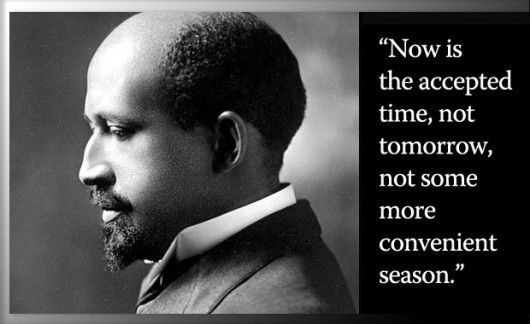 “Now is
the accepted
time, not
tomorrow,
not some
more
convenient
season.”